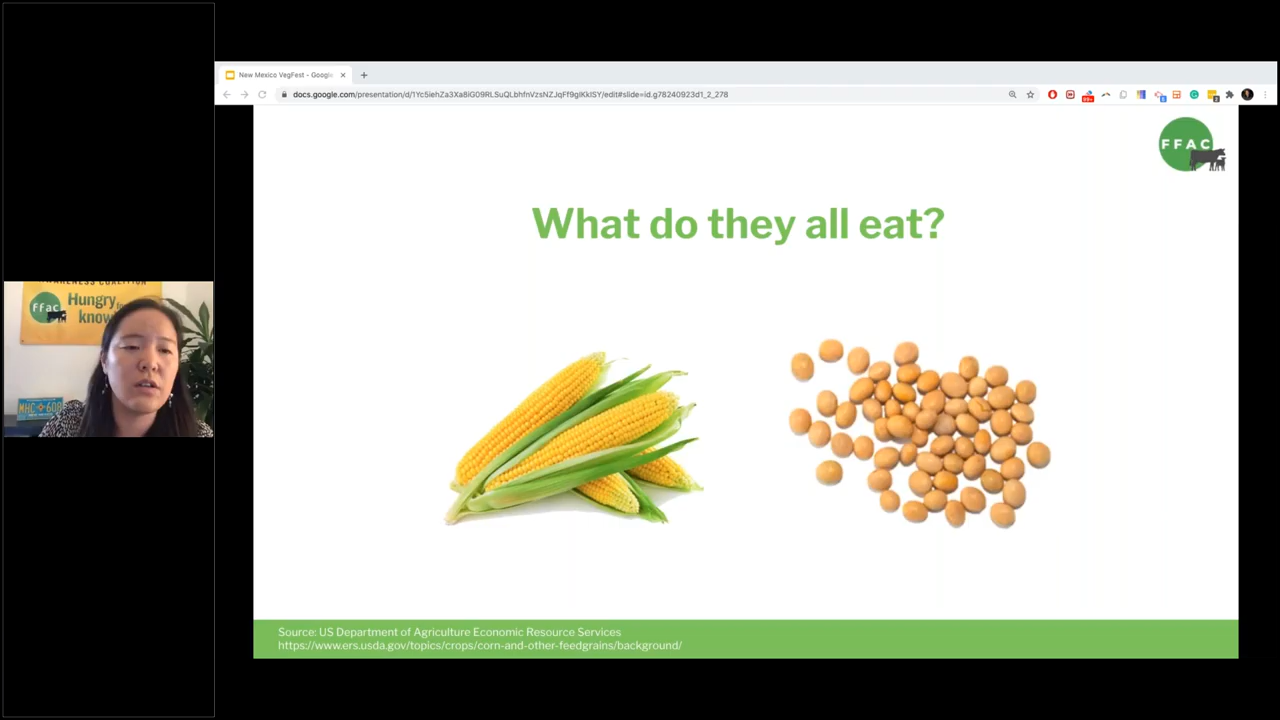 New Mexico VegFest - Google
docs.google.com/presentation/d/1Yc5iehZa3Xa8iG09RLSuQLbhfnVzsNZJqFf9gIKkISY/edit#slide=id.g78240923d1_2_278
99+
FFAC
What do they all eat?
ffac
Hungry
Source: US Department of Agriculture Economic Resource Services
https://www.ers.usda.gov/topics/crops/corn-and-other-feedgrains/background/